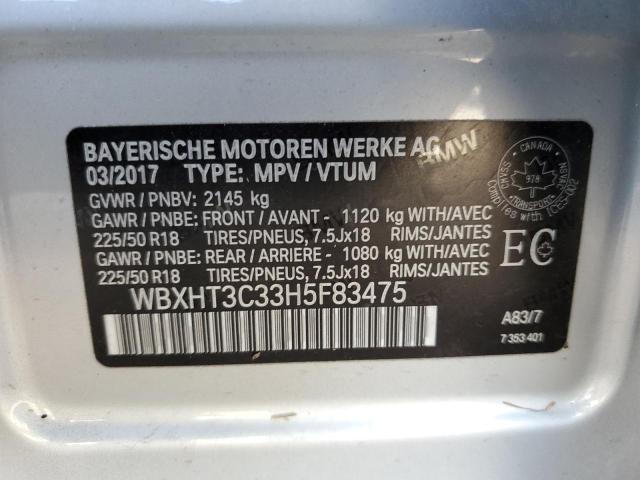 BAYERISCHE MOTOREN WERKE AG
BMW
03/2017 TYPE: MPV / VTUM
GVWR / PNBV: 2145 kg
GAWR / PNBE: FRONT / AVANT - 1120 kg WITH/AVEC
225/50 R18 TIRES/PNEUS, 7.5Jx18 RIMS/JANTES
GAWR / PNBE: REAR / ARRIERE - 1080 kg WITH/AVEC
225/50 R18 TIRES/PNEUS, 7.5Jx18 RIMS/JANTES
WBXHT3C33H5F83475
CANADA
978
TRANSPORT
EC
A83/7
7 353 401